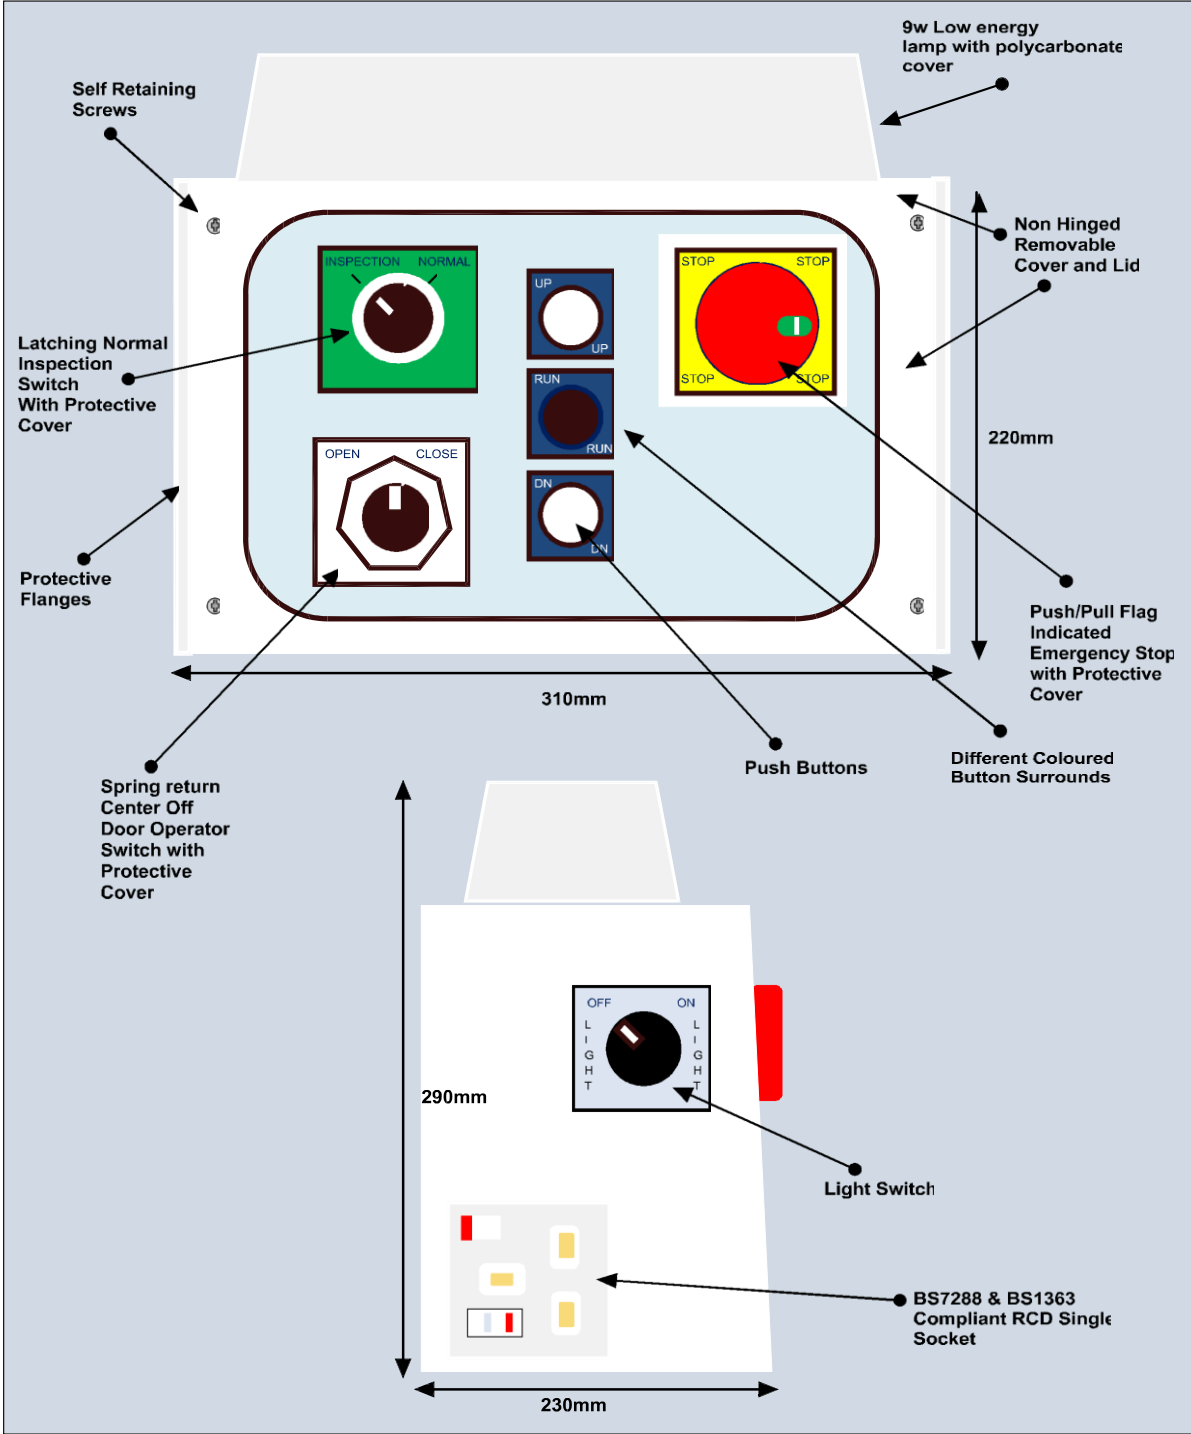 9w Low energy
lamp with polycarbonate
cover
Self Retaining
Screws
Non Hinged
Removable
Cover and Lid
INSPECTION NORMAL
UP
UP
STOP STOP
STOP STOP
Latching Normal
Inspection
Switch
With Protective
Cover
RUN
RUN
220mm
OPEN CLOSE
DN
DN
Protective
Flanges
Push/Pull Flag
Indicated
Emergency Stop
with Protective
Cover
310mm
Push Buttons
Different Coloured
Button Surrounds
Spring return
Center Off
Door Operator
Switch with
Protective
Cover
OFF ON
L
I
G
H
T
L
I
G
H
T
290mm
Light Switch
BS7288 & BS1363
Compliant RCD Single
Socket
230mm